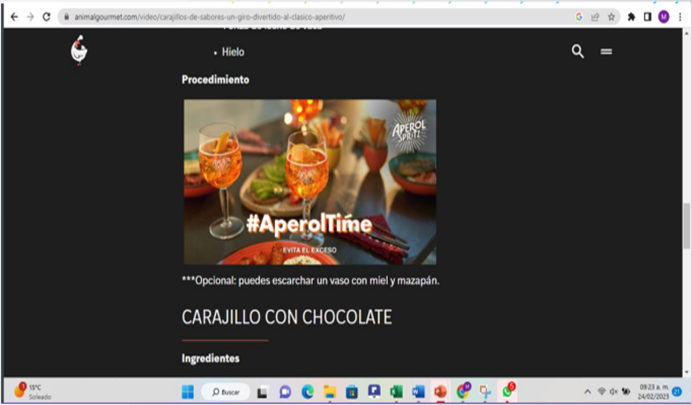 animalgourmet.com/video/carajillos-de-sabores-un-giro-divertido-al-clasico-aperitivo/
M
• Hielo
Procedimiento
APEROL
SPRITZ
#AperolTime
EVITA EL EXCESO
***Opcional: puedes escarchar un vaso con miel y mazapán.
CARAJILLO CON CHOCOLATE
Ingredientes
15°C
Soleado
Buscar
09:23 a. m.
24/02/2023